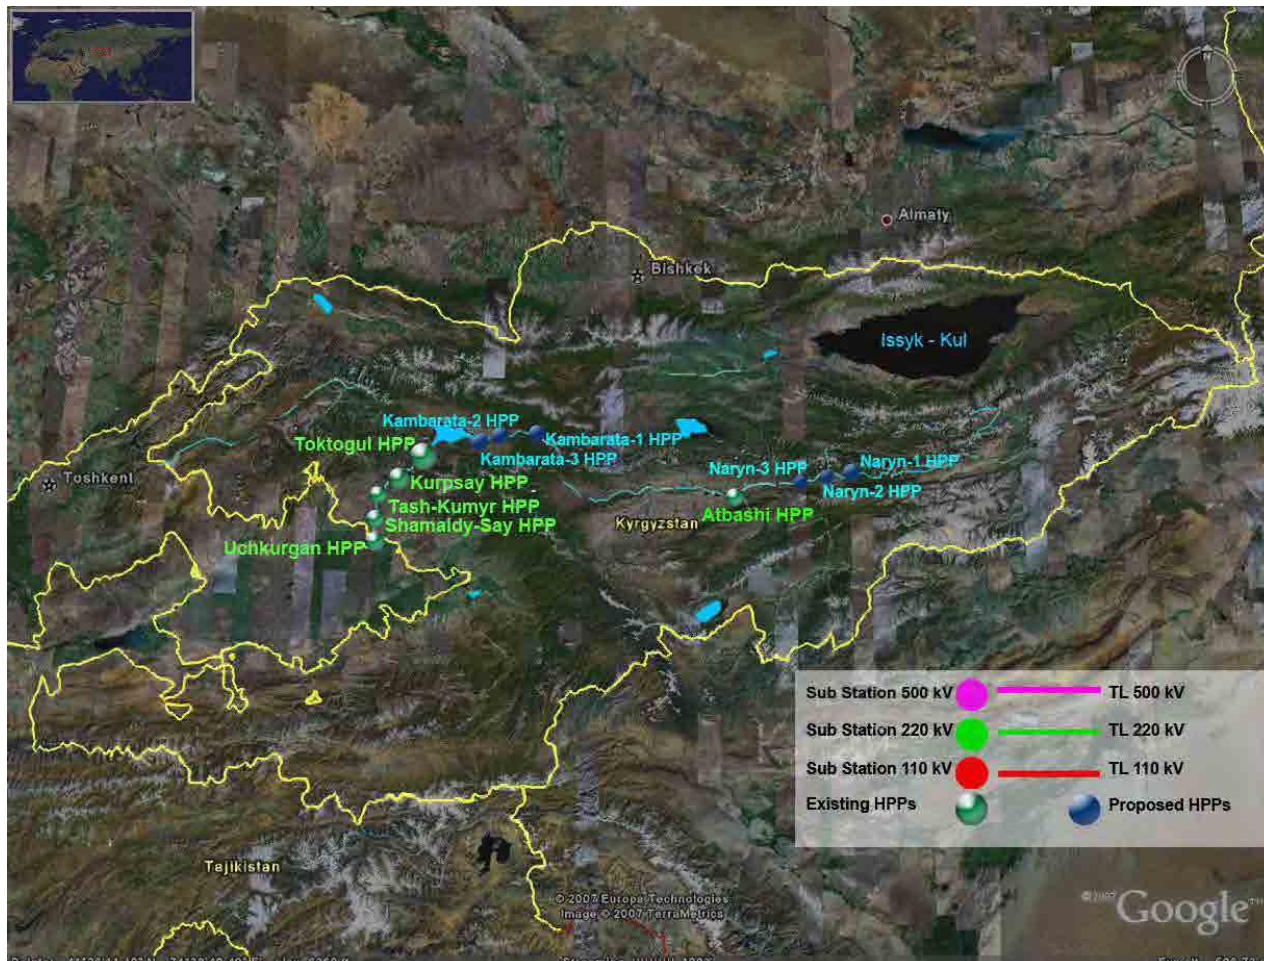 N
Almaty
Bishkek
Issyk - Kul
Kambarata-2 HPP
Toktogul HPP
Kambarata-1 HPP
Kambarata-3 HPP
Naryn-3 HPP
Naryn-1 HPP
Toshkent
Kurpsay HPP
Naryn-2 HPP
Tash-Kumyr HPP
Atbashi HPP
Shamaldy-Say HPP
Kyrgyzstan
Uchkurgan HPP
Sub Station 500 kV
TL 500 kV
Sub Station 220 kV
TL 220 kV
Sub Station 110 kV
TL 110 kV
Existing HPPs
Proposed HPPs
Tajikistan
© 2007 Europa Technologies
Image © 2007 TerraMetrics
©2007 Google™